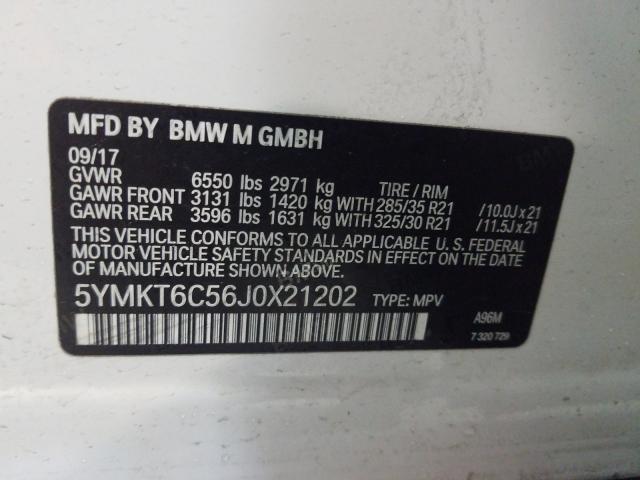 MFD BY BMW M GMBH
09/17
GVWR 6550 lbs 2971 kg TIRE / RIM
GAWR FRONT 3131 lbs 1420 kg WITH 285/35 R21 /10.0J x 21
GAWR REAR 3596 lbs 1631 kg WITH 325/30 R21 /11.5J x 21
THIS VEHICLE CONFORMS TO ALL APPLICABLE U. S. FEDERAL
MOTOR VEHICLE SAFETY STANDARDS IN EFFECT ON THE
DATE OF MANUFACTURE SHOWN ABOVE.
5YMKT6C56J0X21202 TYPE: MPV
A96M
7 320 729